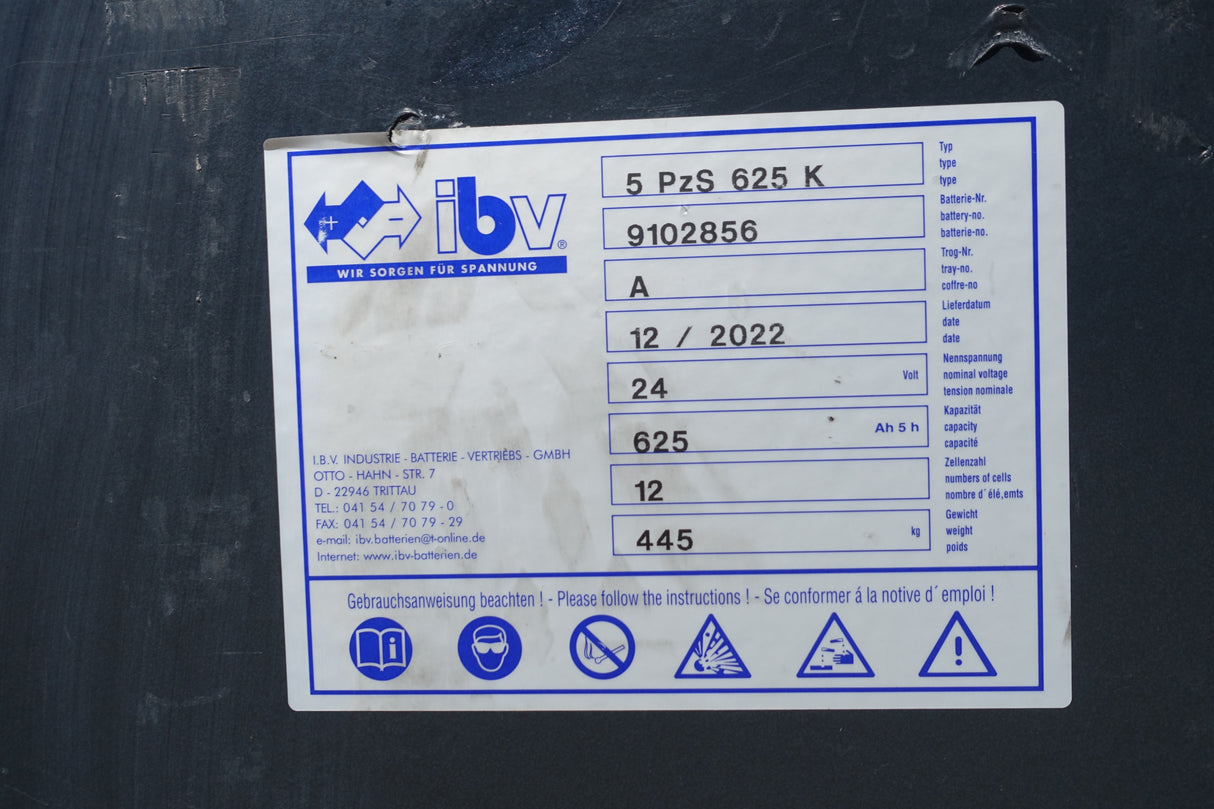 ibv®
WIR SORGEN FÜR SPANNUNG
I.B.V. INDUSTRIE - BATTERIE - VERTRIEBS - GMBH
OTTO - HAHN - STR. 7
D - 22946 TRITTAU
TEL.: 041 54 / 70 79 - 0
FAX: 041 54 / 70 79 - 29
e-mail: ibv.batterien@t-online.de
Internet: www.ibv-batterien.de
5 PzS 625 K
Typ
type
type
9102856
Batterie-Nr.
battery-no.
batterie-no.
A
Trog-Nr.
tray-no.
coffre-no
12 / 2022
Lieferdatum
date
date
24 Volt
Nennspannung
nominal voltage
tension nominale
625 Ah 5 h
Kapazität
capacity
capacité
12
Zellenzahl
numbers of cells
nombre d´élé,emts
445 kg
Gewicht
weight
poids
Gebrauchsanweisung beachten ! - Please follow the instructions ! - Se conformer á la notive d´ emploi !